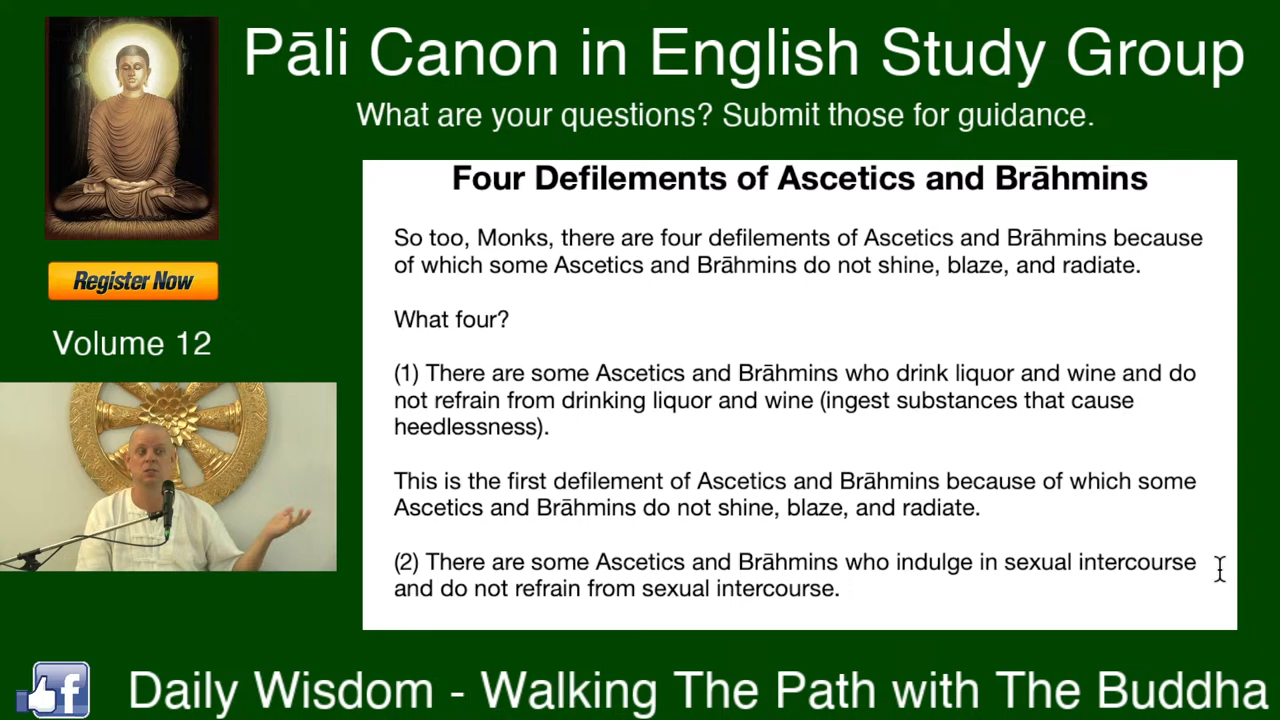 Pāli Canon in English Study Group
What are your questions? Submit those for guidance.
Register Now
Volume 12
Four Defilements of Ascetics and Brāhmins
So too, Monks, there are four defilements of Ascetics and Brāhmins because
of which some Ascetics and Brāhmins do not shine, blaze, and radiate.
What four?
(1) There are some Ascetics and Brāhmins who drink liquor and wine and do
not refrain from drinking liquor and wine (ingest substances that cause
heedlessness).
This is the first defilement of Ascetics and Brāhmins because of which some
Ascetics and Brāhmins do not shine, blaze, and radiate.
(2) There are some Ascetics and Brāhmins who indulge in sexual intercourse
and do not refrain from sexual intercourse.
f
Daily Wisdom - Walking The Path with The Buddha